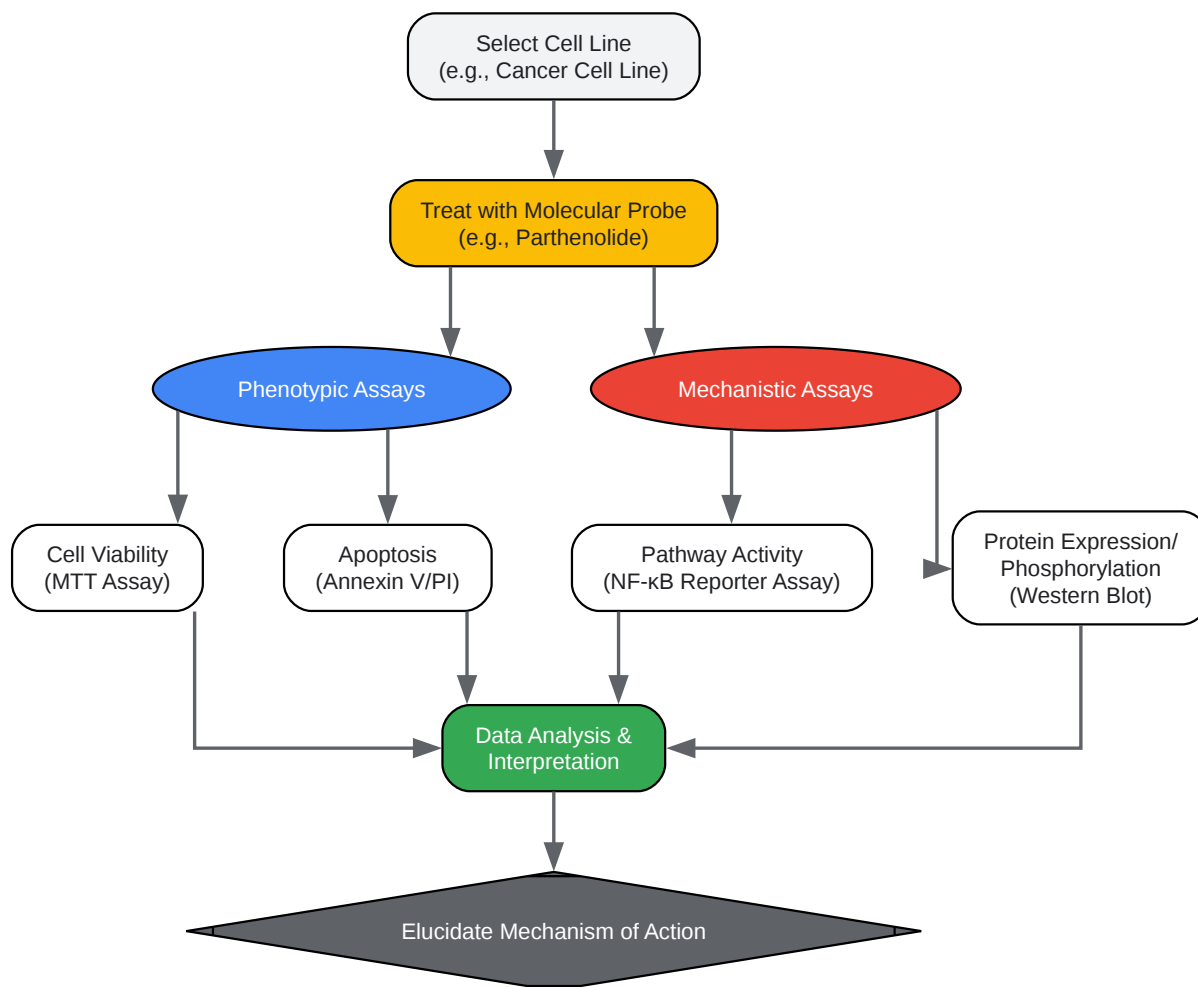 Select Cell Line
(e.g., Cancer Cell Line)
Treat with Molecular Probe
(e.g., Parthenolide)
Phenotypic Assays
Mechanistic Assays
Cell Viability
(MTT Assay)
Apoptosis
(Annexin V/PI)
Pathway Activity
(NF-κB Reporter Assay)
Protein Expression/
Phosphorylation
(Western Blot)
Data Analysis &
Interpretation
Elucidate Mechanism of Action